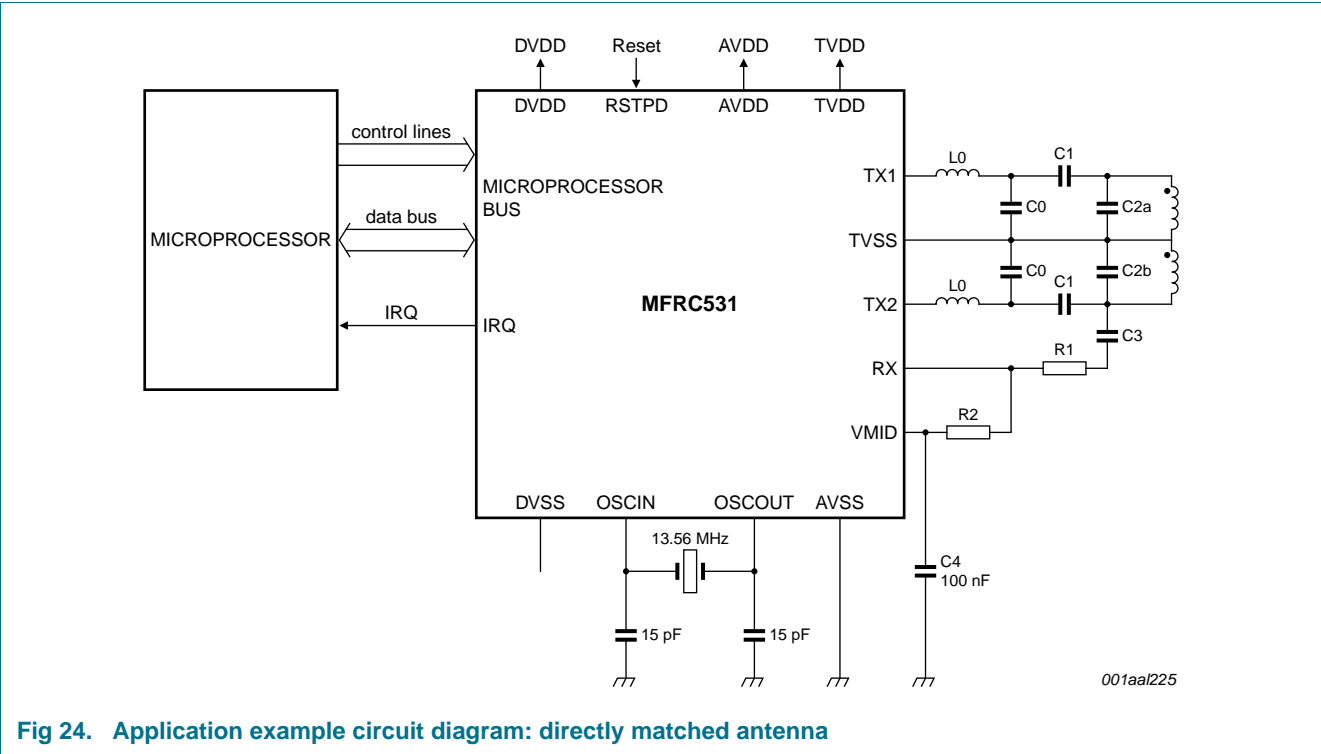 DVDD Reset AVDD TVDD
DVDD RSTPD AVDD TVDD
control lines
MICROPROCESSOR
BUS
data bus
MICROPROCESSOR
IRQ
IRQ
MFRC531
TX1
TVSS
TX2
RX
VMID
L0
C1
C0
C2a
C0
C2b
L0
C1
C3
R1
R2
DVSS OSCIN OSCOUT AVSS
13.56 MHz
15 pF
15 pF
C4
100 nF
001aal225
Fig 24. Application example circuit diagram: directly matched antenna